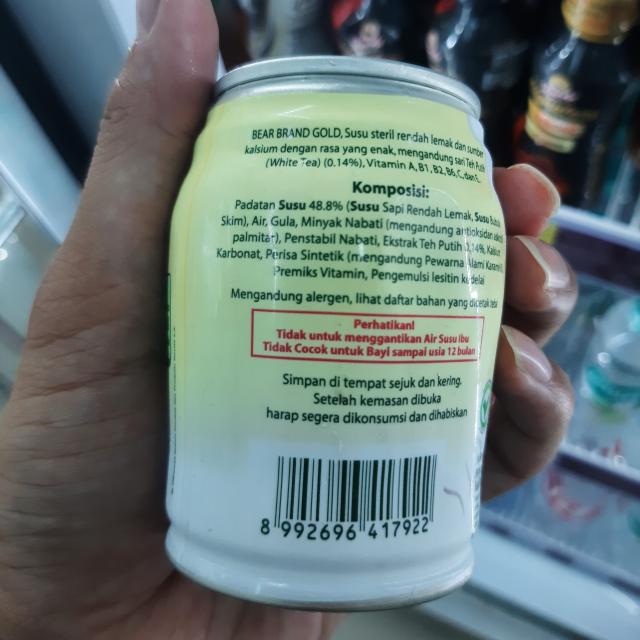 BEAR BRAND GOLD, Susu steril rendah lemak dan sumber
kalsium dengan rasa yang enak, mengandung sari Teh Putih
(White Tea) (0.14%), Vitamin A, B1, B2, B6, C, dan E.
Komposisi:
Padatan Susu 48.8% (Susu Sapi Rendah Lemak, Susu Bubuk
Skim), Air, Gula, Minyak Nabati (mengandung antioksidan askorbil
palmitat), Penstabil Nabati, Ekstrak Teh Putih 0.14%, Kalsium
Karbonat, Perisa Sintetik (mengandung Pewarna Alami Karamel),
Premiks Vitamin, Pengemulsi lesitin kedelai
Mengandung alergen, lihat daftar bahan yang dicetak tebal
Perhatikan!
Tidak untuk menggantikan Air Susu Ibu
Tidak Cocok untuk Bayi sampai usia 12 bulan
Simpan di tempat sejuk dan kering.
Setelah kemasan dibuka
harap segera dikonsumsi dan dihabiskan
8 992696 417922